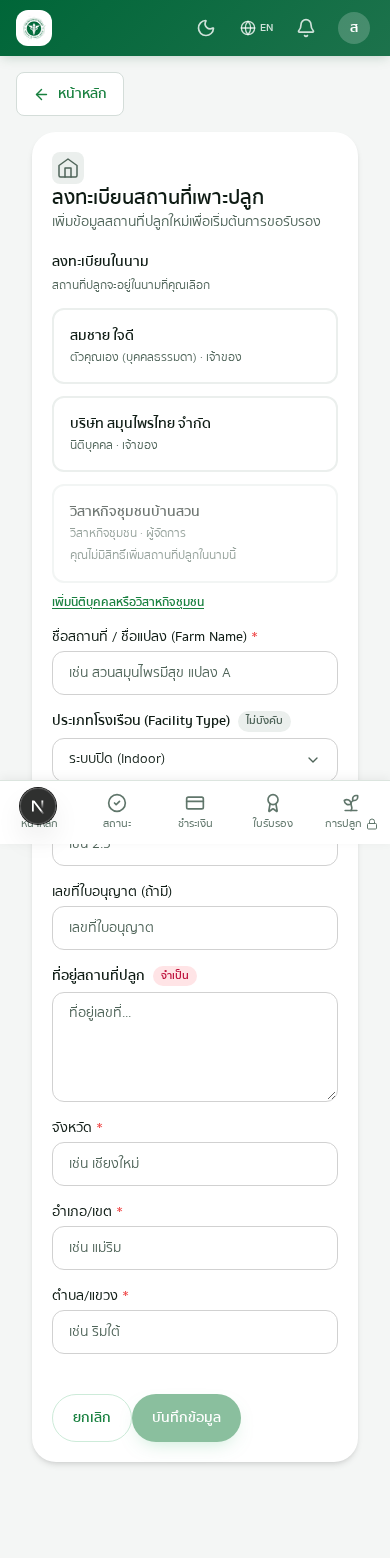 EN
ส
หน้าหลัก
ลงทะเบียนสถานที่เพาะปลูก
เพิ่มข้อมูลสถานที่ปลูกใหม่เพื่อเริ่มต้นการขอรับรอง
ลงทะเบียนในนาม
สถานที่ปลูกจะอยู่ในนามที่คุณเลือก
สมชาย ใจดี
ตัวคุณเอง (บุคคลธรรมดา) · เจ้าของ
บริษัท สมุนไพรไทย จำกัด
นิติบุคคล · เจ้าของ
วิสาหกิจชุมชนบ้านสวน
วิสาหกิจชุมชน · ผู้จัดการ
คุณไม่มีสิทธิ์เพิ่มสถานที่ปลูกในนามนี้
เพิ่มนิติบุคคลหรือวิสาหกิจชุมชน
ชื่อสถานที่ / ชื่อแปลง (Farm Name) *
เช่น สวนสมุนไพรมีสุข แปลง A
ประเภทโรงเรือน (Facility Type) ไม่บังคับ
ระบบปิด (Indoor)
N
สถานะ ชำระเงิน ใบรับรอง การปลูก
เช่น 2.5
เลขที่ใบอนุญาต (ถ้ามี)
เลขที่ใบอนุญาต
ที่อยู่สถานที่ปลูก จำเป็น
ที่อยู่เลขที่...
จังหวัด *
เช่น เชียงใหม่
อำเภอ/เขต *
เช่น แม่ริม
ตำบล/แขวง *
เช่น ริมใต้
ยกเลิก บันทึกข้อมูล